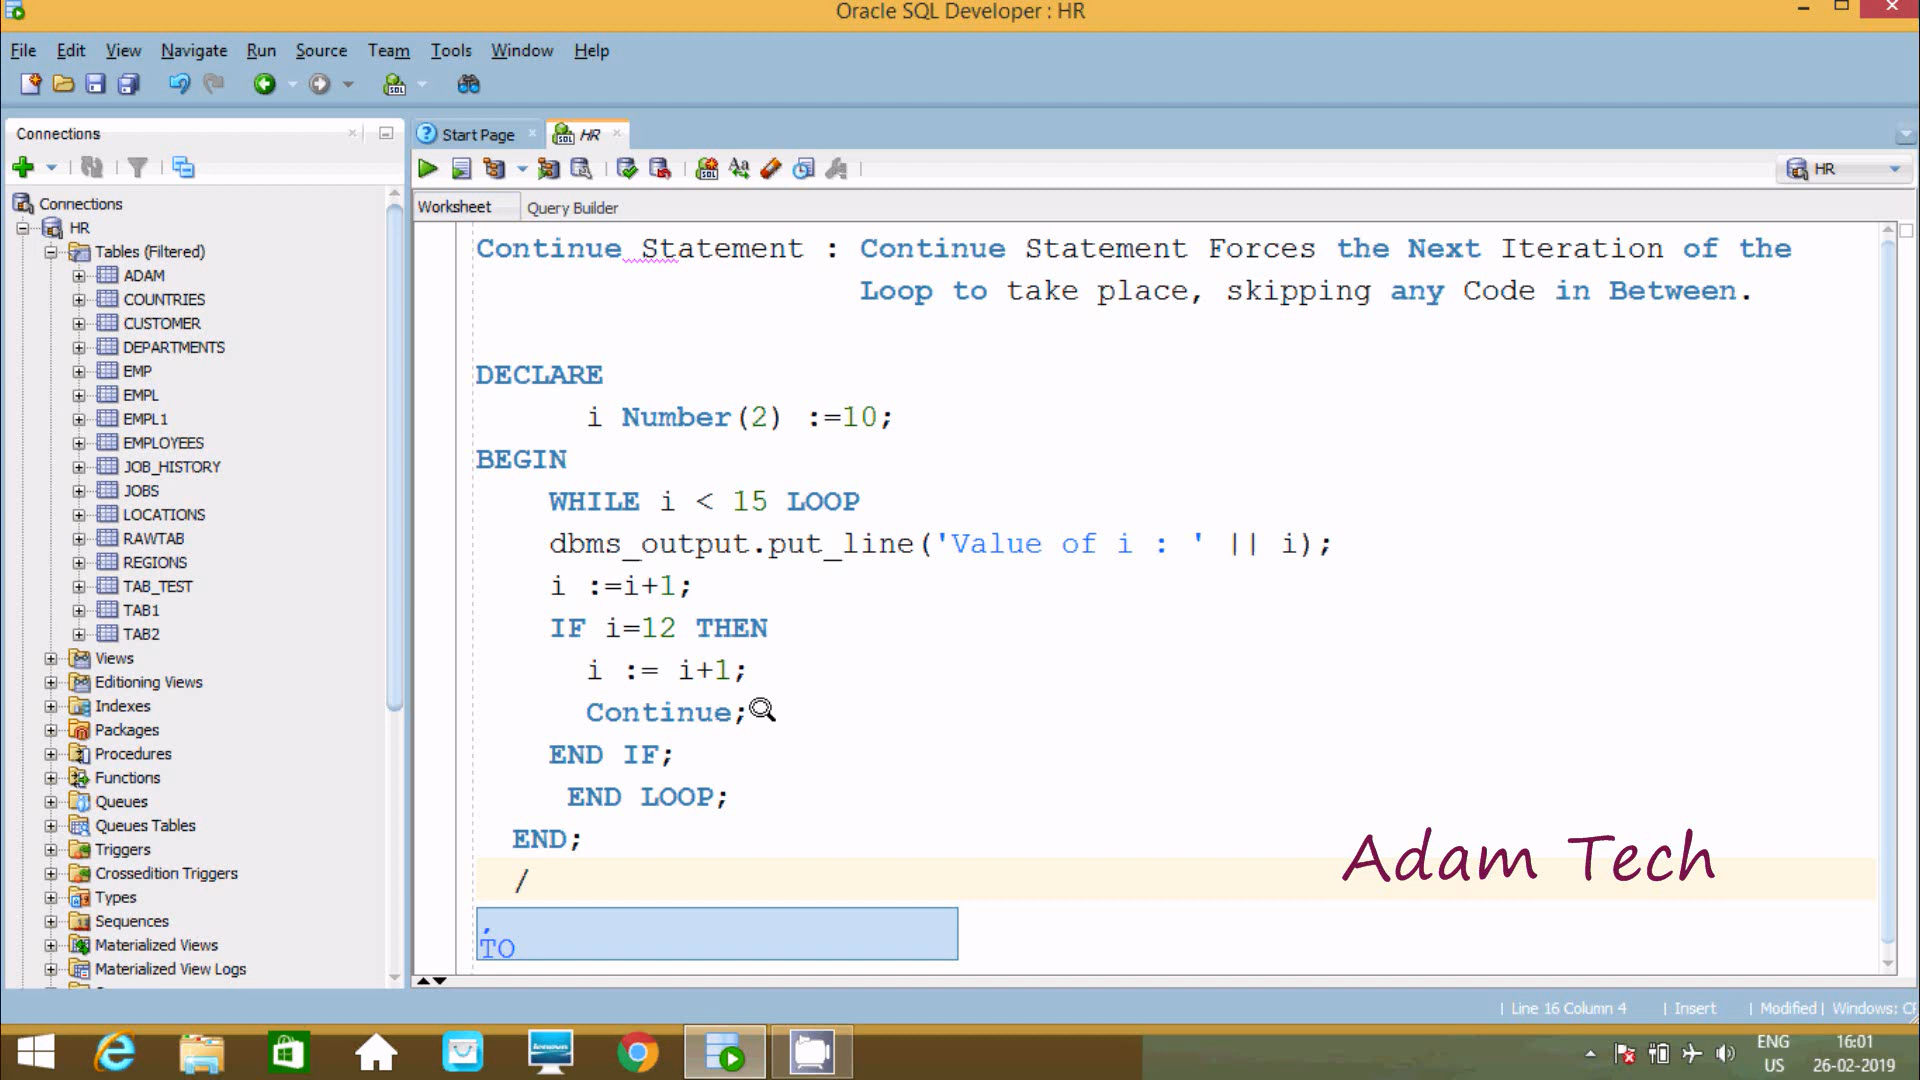 Oracle SQL Developer : HR
File Edit View Navigate Run Source Team Tools Window Help
Connections
Start Page
HR
HR
Worksheet
Query Builder
Connections
HR
Tables (Filtered)
ADAM
COUNTRIES
CUSTOMER
DEPARTMENTS
EMP
EMPL
EMPL1
EMPLOYEES
JOB_HISTORY
JOBS
LOCATIONS
RAWTAB
REGIONS
TAB_TEST
TAB1
TAB2
Views
Editioning Views
Indexes
Packages
Procedures
Functions
Queues
Queues Tables
Triggers
Crossedition Triggers
Types
Sequences
Materialized Views
Materialized View Logs
Continue Statement : Continue Statement Forces the Next Iteration of the
Loop to take place, skipping any Code in Between.
DECLARE
i Number(2) :=10;
BEGIN
WHILE i < 15 LOOP
dbms_output.put_line('Value of i : ' || i);
i :=i+1;
IF i=12 THEN
i := i+1;
Continue;
END IF;
END LOOP;
END;
/
,
TO
Adam Tech
Line 16 Column 4 | Insert | Modified | Windows:
ENG
US
16:01
26-02-2019